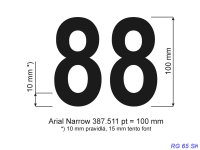 88
10 mm *)
100 mm
Arial Narrow 387.511 pt = 100 mm
*) 10 mm pravidlá, 15 mm tento font
RG 65 SK